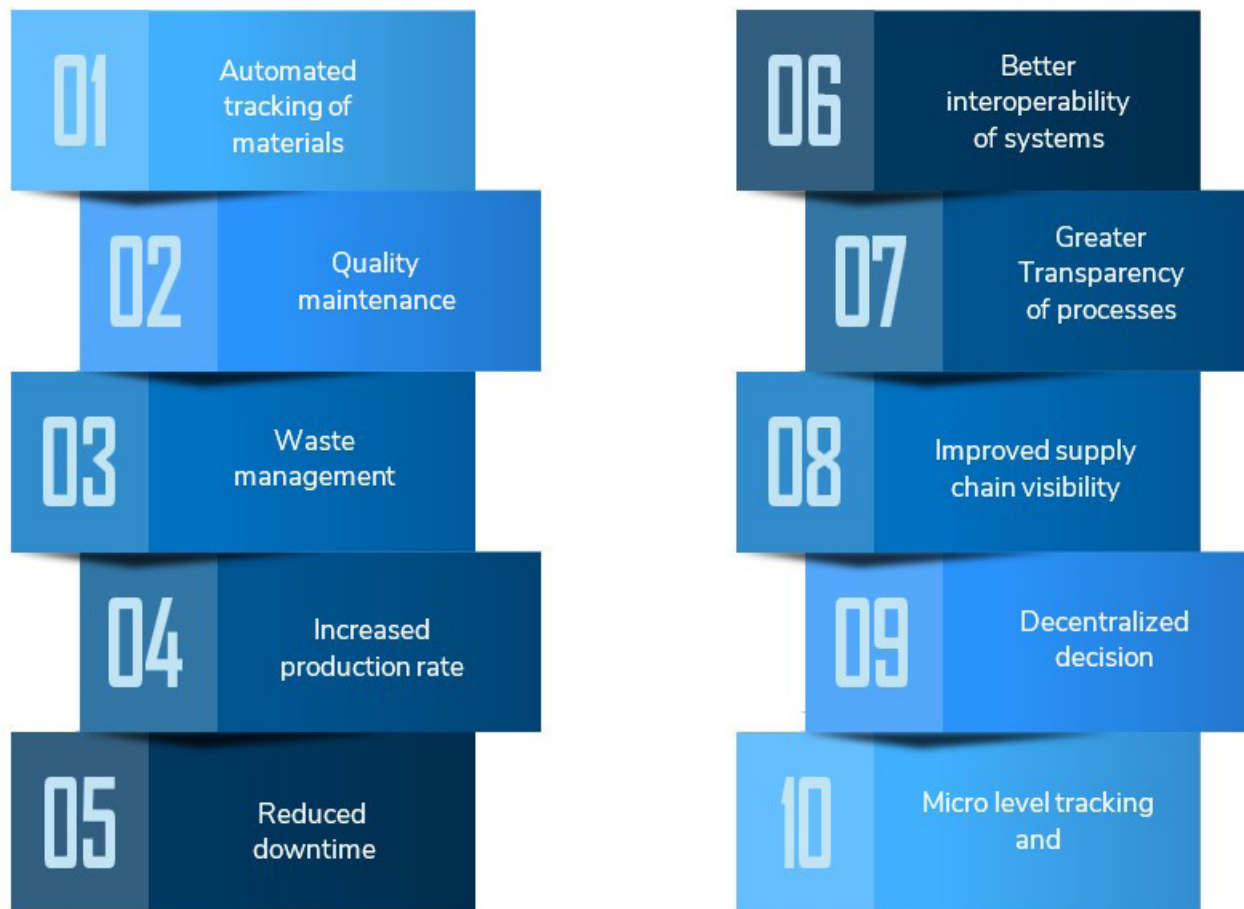 01
Automated
tracking of
materials
02
Quality
maintenance
03
Waste
management
04
Increased
production rate
05
Reduced
downtime
06
Better
interoperability
of systems
07
Greater
Transparency
of processes
08
Improved supply
chain visibility
09
Decentralized
decision
10
Micro level tracking
and